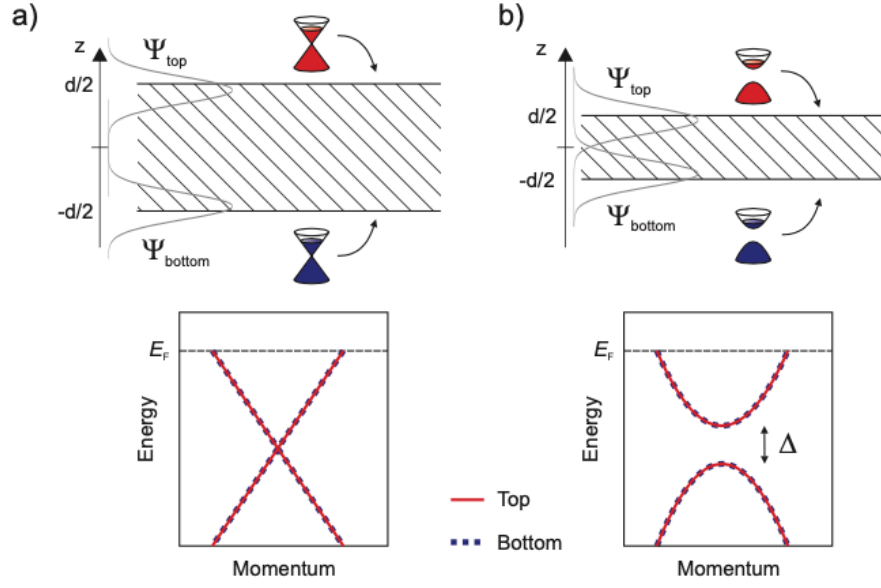 a)
z
Ψtop
d/2
-d/2
Ψbottom
EF
Energy
Momentum
b)
z
Ψtop
d/2
-d/2
Ψbottom
EF
Energy
Δ
Momentum
Top
Bottom